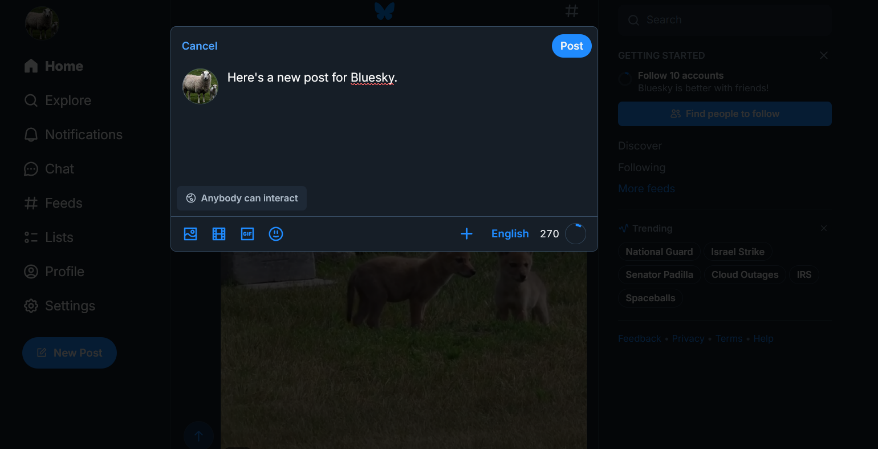 Cancel
Post
Here's a new post for Bluesky.
Anybody can interact
GIF
English
270
Home
Explore
Notifications
Chat
Feeds
Lists
Profile
Settings
New Post
Search
GETTING STARTED
Follow 10 accounts
Bluesky is better with friends!
Find people to follow
Discover
Following
More feeds
Trending
National Guard
Israel Strike
Senator Padilla
Cloud Outages
IRS
Spaceballs
Feedback • Privacy • Terms • Help